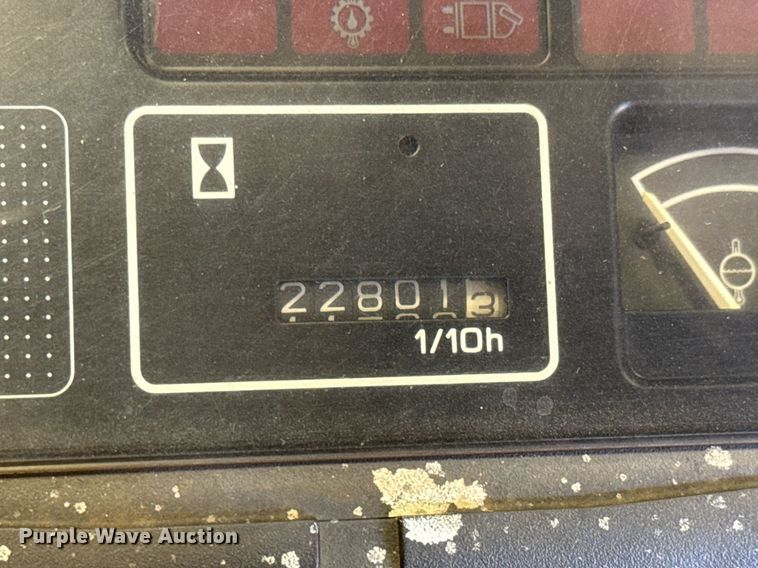 228013
1/10h
Purple Wave Auction